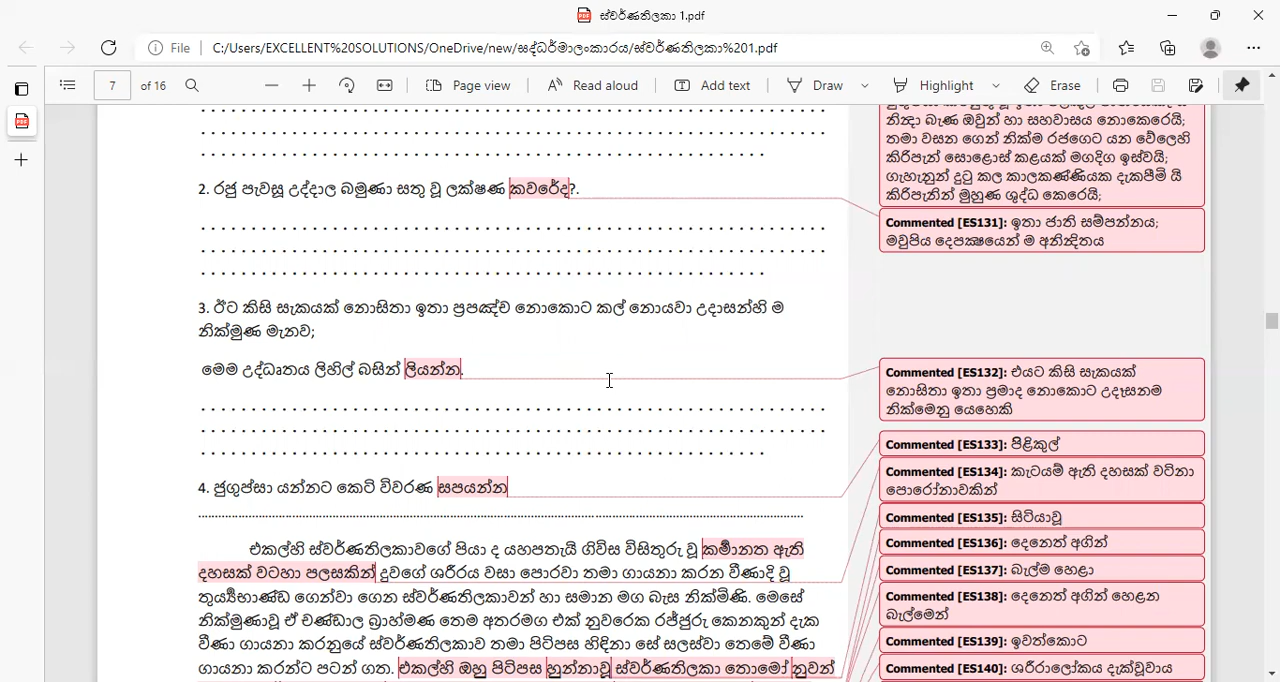 ස්වර්ණතිලකා 1.pdf
File C:/Users/EXCELLENT%20SOLUTIONS/OneDrive/new/සද්ධර්මාලංකාරය/ස්වර්ණතිලකා%201.pdf
7 of 16 Page view Read aloud Add text Draw Highlight Erase
නින්දා බැණ ඔවුන් හා සහවාසය නොකෙරෙයි;
තමා වසන ගෙන් නික්ම රජගෙට යන වේලෙහි
කිරිපැන් සොළොස් කළයක් මගදිග ඉස්වයි;
ගැහැනුන් දුටු කල කාලකණ්ණියක දැකපීමි යි
කිරිපැනින් මුහුණ ශුද්ධ කෙරෙයි;
2. රජු පැවසූ උද්දාල බමුණා සතු වූ ලක්ෂණ කවරේද?.
Commented [ES131]: ඉතා ජාති සම්පන්නය;
මවුපිය දෙපක්‍ෂයෙන් ම අනින්‍දිතය
3. ඊට කිසි සැකයක් නොසිතා ඉතා ප්‍රපඤ්ච නොකොට කල් නොයවා උදාසන්හි ම
නික්මුණ මැනව;
මෙම උද්ධෘතය ලිහිල් බසින් ලියන්න.
Commented [ES132]: එයට කිසි සැකයක්
නොසිතා ඉතා ප්‍රමාද නොකොට උදෑසනම
නික්මෙනු යෙහෙකි
4. ජුගුප්සා යන්නට කෙටි විවරණ සපයන්න
Commented [ES133]: පිළිකුල්
Commented [ES134]: කැටයම් ඇති දහසක් වටිනා
පොරෝනාවකින්
Commented [ES135]: සිටියාවූ
Commented [ES136]: දෙනෙත් අගින්
Commented [ES137]: බැල්ම හෙළා
Commented [ES138]: දෙනෙත් අගින් හෙළන
බැල්මෙන්
Commented [ES139]: ඉවත්කොට
Commented [ES140]: ශරීරාලෝකය දැක්වූවාය
එකල්හි ස්වර්ණතිලකාවගේ පියා ද යහපතැයි ගිවිස විසිතුරු වූ කර්‍මාන්ත ඇති
දහසක් වටහා පලසකින් දුවගේ ශරීරය වසා පොරවා තමා ගායනා කරන වීණාදි වූ
තුර්‍ය්‍යභාණ්ඩ ගෙන්වා ගෙන ස්වර්ණතිලකාවන් හා සමාන මග බැස නික්මිණි. මෙසේ
නික්මුණාවූ ඒ චණ්ඩාල බ්‍රාහ්මණ තෙම අතරමග එක් නුවරෙක රජ්ජුරු කෙනකුන් දැක
වීණා ගායනා කරනුයේ ස්වර්ණතිලකාව තමා පිටිපස හිඳිනා සේ සලස්වා තෙමේ වීණා
ගායනා කරන්ට පටන් ගත. එකල්හි ඔහු පිටිපස හුන්නාවූ ස්වර්ණතිලකා තොමෝ නුවන්